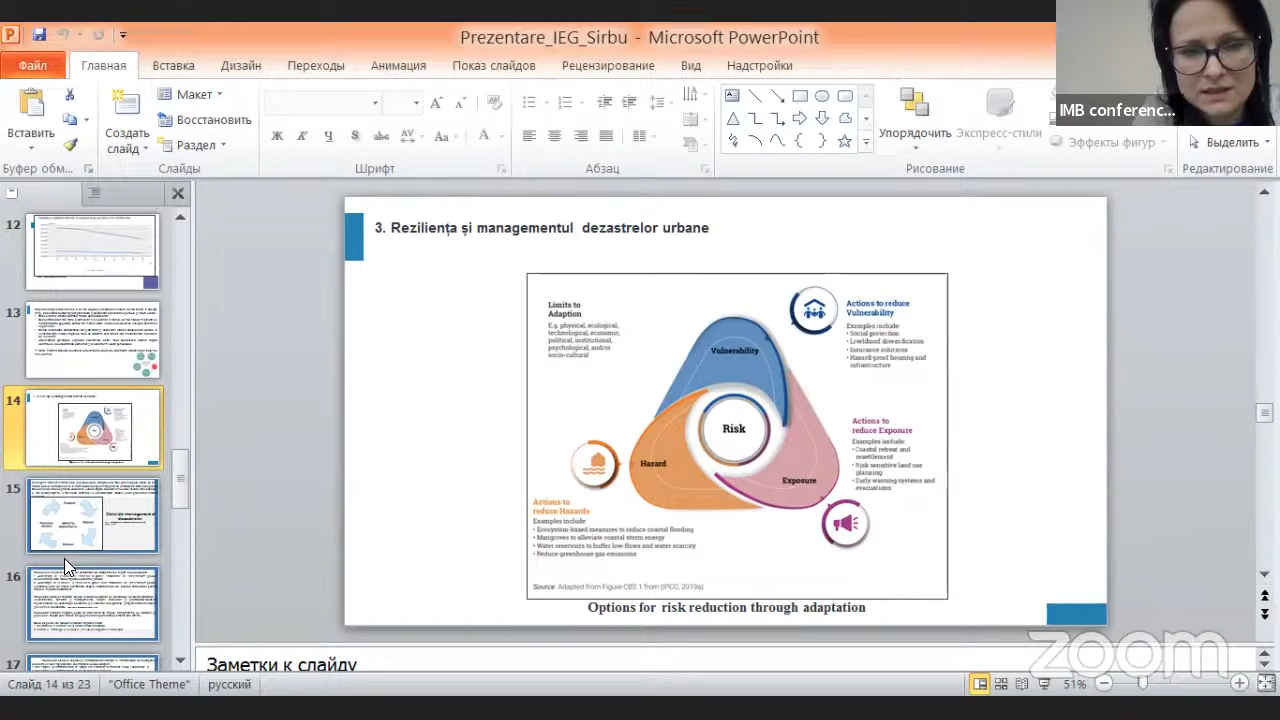 Prezentare_IEG_Sirbu - Microsoft PowerPoint
Файл Главная Вставка Дизайн Переходы Анимация Показ слайдов Рецензирование Вид Надстройки
Вставить
Буфер обм...
Создать слайд
Макет
Восстановить
Раздел
Слайды
Ж К Ч S abc AV Aa A
Шрифт
Абзац
Упорядочить
Экспресс-стили
Эффекты фигур
Рисование
Выделить
Редактирование
IMB conferenc...
12
13
14
15
16
17
3. Reziliența și managementul dezastrelor urbane
Limits to
Adaption
E.g. physical, ecological,
technological, economic,
political, institutional,
psychological, and/or
socio-cultural
Vulnerability
Risk
Hazard
Exposure
Actions to reduce
Vulnerability
Examples include:
• Social protection
• Livelihood diversification
• Insurance solutions
• Hazard-proof housing and
infrastructure
Actions to
reduce Exposure
Examples include:
• Coastal retreat and
resettlement
• Risk sensitive land use
planning
• Early warning systems and
evacuations
Actions to
reduce Hazards
Examples include
• Ecosystem-based measures to reduce coastal flooding
• Mangroves to alleviate coastal storm energy
• Water reservoirs to buffer low-flows and water scarcity
• Reduce greenhouse gas emissions
Source: Adapted from Figure CB2.1 from (IPCC, 2019a)
Options for risk reduction through adaptation
Заметки к слайду
Слайд 14 из 23 "Office Theme" русский 51%
zoom